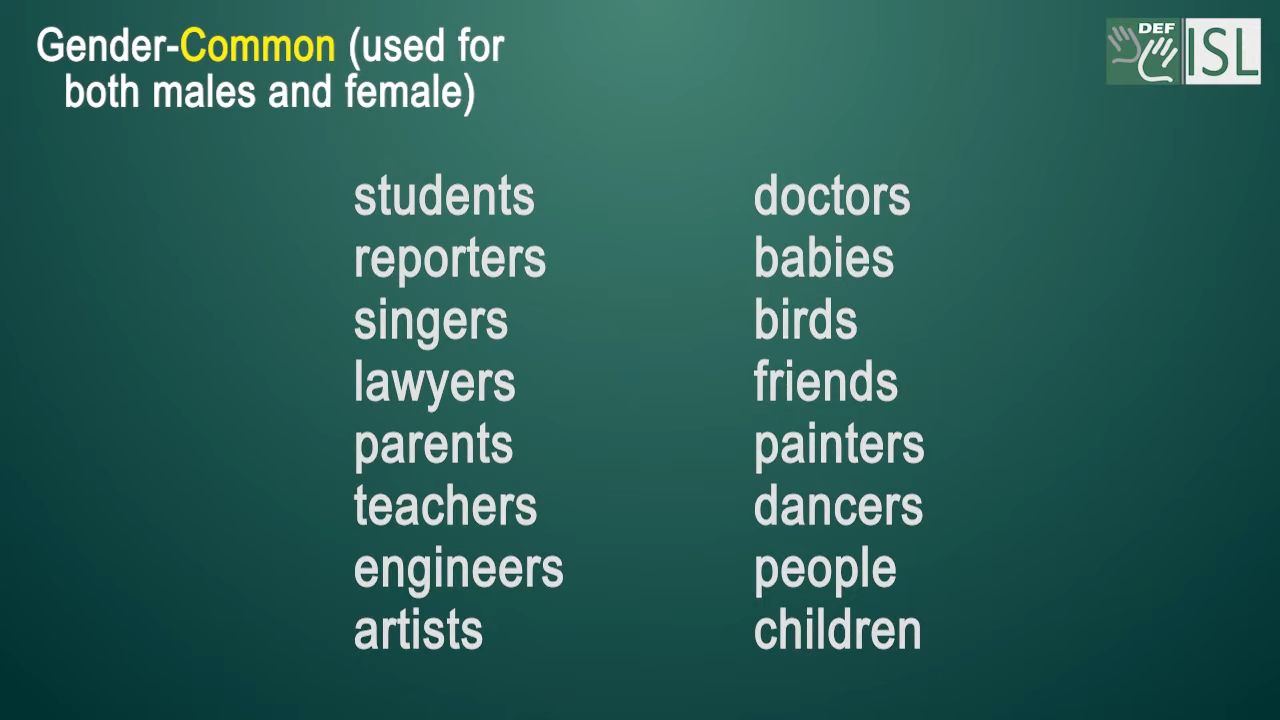 Gender-Common (used for
both males and female)
DEF
ISL
students
reporters
singers
lawyers
parents
teachers
engineers
artists
doctors
babies
birds
friends
painters
dancers
people
children